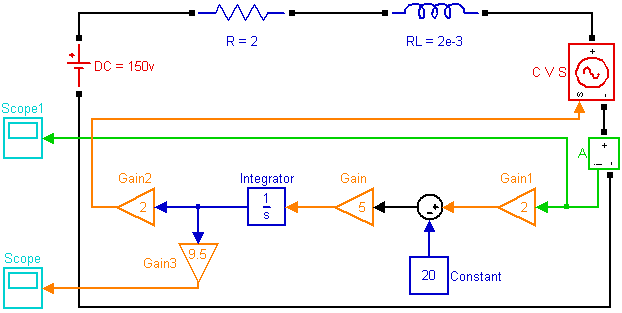 R = 2
RL = 2e-3
DC = 150v
+
C V S
+
s
-
Scope1
A
+
i
-
Gain2
Integrator
Gain
Gain1
2
1
s
5
+
-
2
Gain3
9.5
Scope
20
Constant